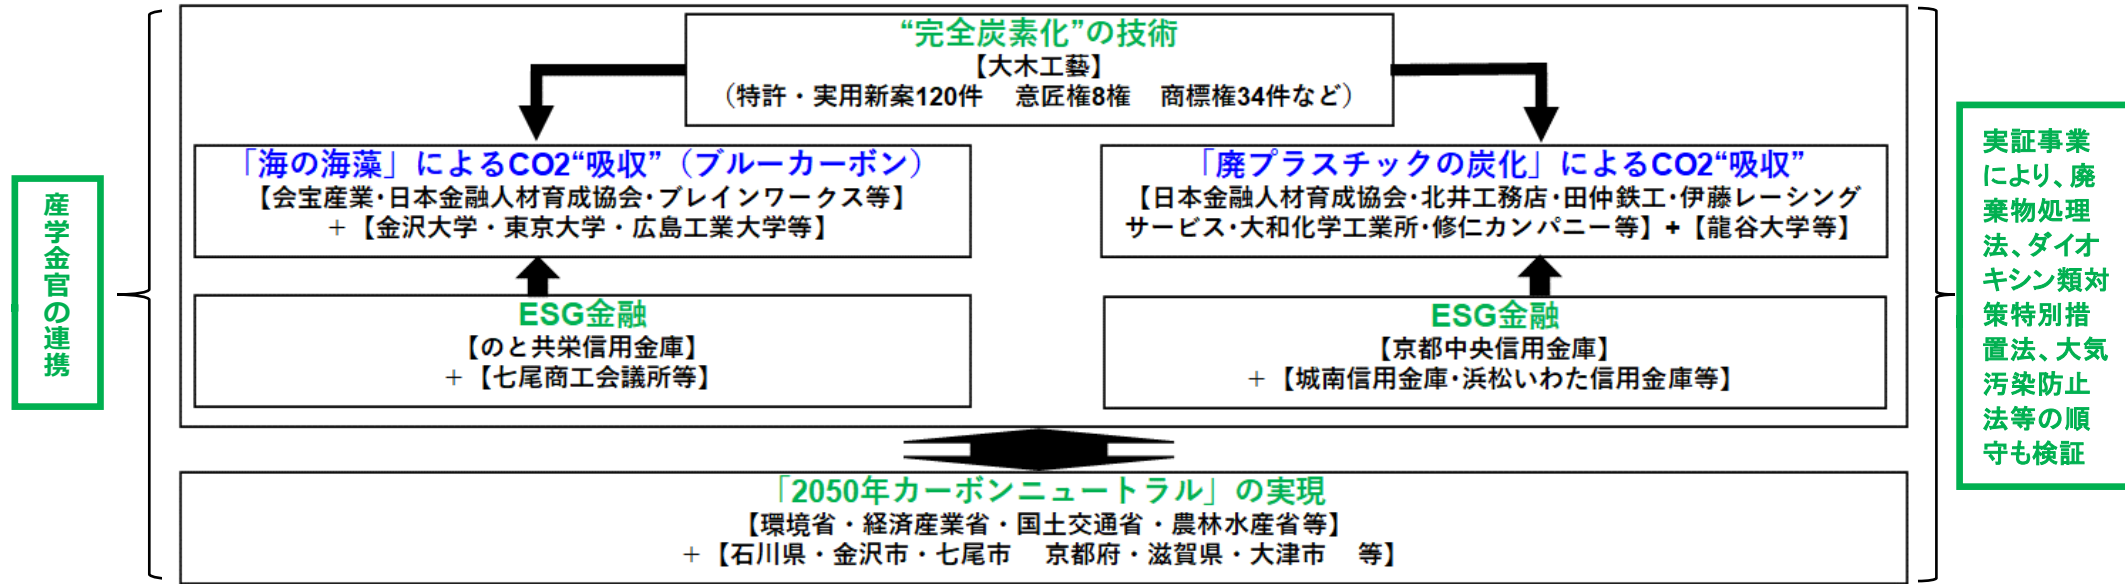 産学金官の連携
“完全炭素化”の技術
【大木工藝】
（特許・実用新案120件　意匠権8権　商標権34件など）
「海の海藻」によるCO2“吸収”（ブルーカーボン）
【会宝産業・日本金融人材育成協会・ブレインワークス等】
＋【金沢大学・東京大学・広島工業大学等】
「廃プラスチックの炭化」によるCO2“吸収”
【日本金融人材育成協会・北井工務店・田仲鉄工・伊藤レーシング
サービス・大和化学工業所・修仁カンパニー等】+【龍谷大学等】
ESG金融
【のと共栄信用金庫】
＋【七尾商工会議所等】
ESG金融
【京都中央信用金庫】
＋【城南信用金庫・浜松いわた信用金庫等】
「2050年カーボンニュートラル」の実現
【環境省・経済産業省・国土交通省・農林水産省等】
＋【石川県・金沢市・七尾市　京都府・滋賀県・大津市　等】
実証事業
により、廃
棄物処理
法、ダイオ
キシン類対
策特別措
置法、大気
汚染防止
法等の順
守も検証